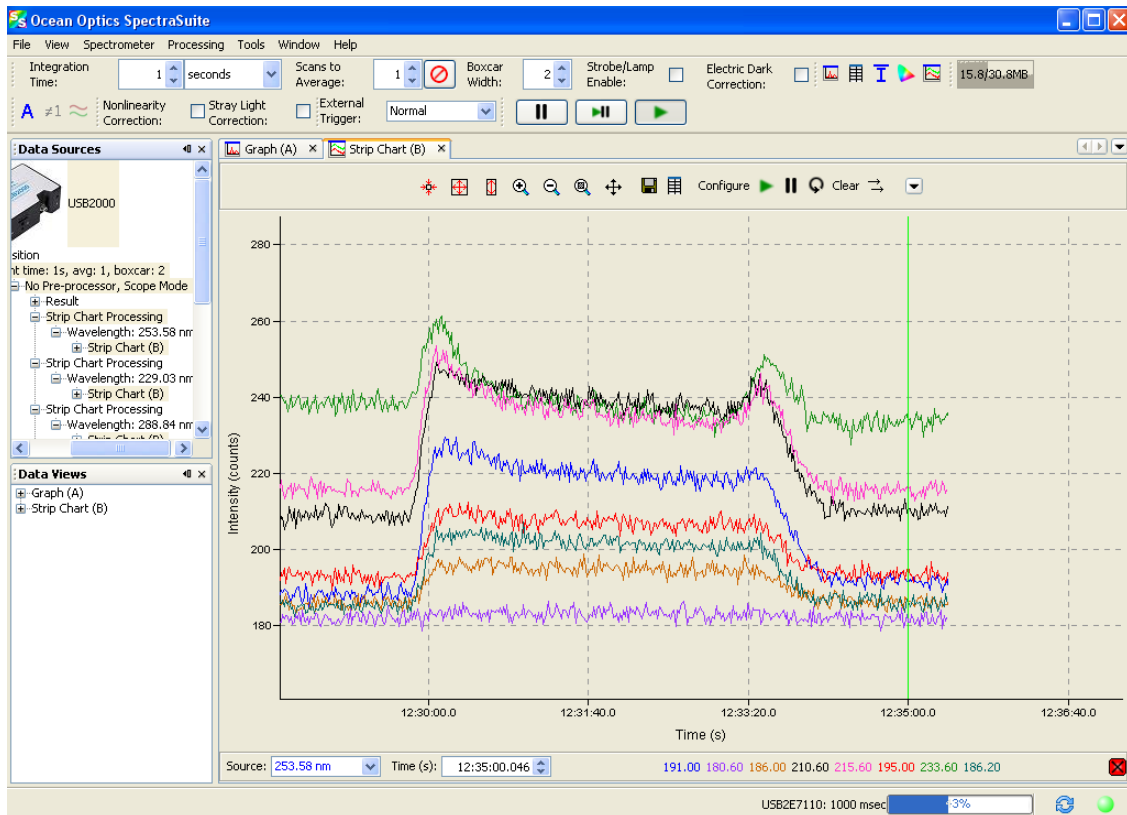 Ocean Optics SpectraSuite
File View Spectrometer Processing Tools Window Help
Integration Time: 1 seconds Scans to Average: 1 Boxcar Width: 2 Strobe/Lamp Enable: Electric Dark Correction: 15.8/30.8MB
A ≠1 Nonlinearity Correction: Stray Light Correction: External Trigger: Normal
Data Sources
USB2000
sition
nt time: 1s, avg: 1, boxcar: 2
No Pre-processor, Scope Mode
Result
Strip Chart Processing
Wavelength: 253.58 nm
Strip Chart (B)
Strip Chart Processing
Wavelength: 229.03 nm
Strip Chart (B)
Strip Chart Processing
Wavelength: 288.84 nm
Strip Chart (B)
Data Views
Graph (A)
Strip Chart (B)
Graph (A) Strip Chart (B)
Configure Clear
280
260
240
220
200
180
Intensity (counts)
12:30:00.0 12:31:40.0 12:33:20.0 12:35:00.0 12:36:40.0
Time (s)
Source: 253.58 nm Time (s): 12:35:00.046 191.00 180.60 186.00 210.60 215.60 195.00 233.60 186.20
USB2E7110: 1000 msec 3%